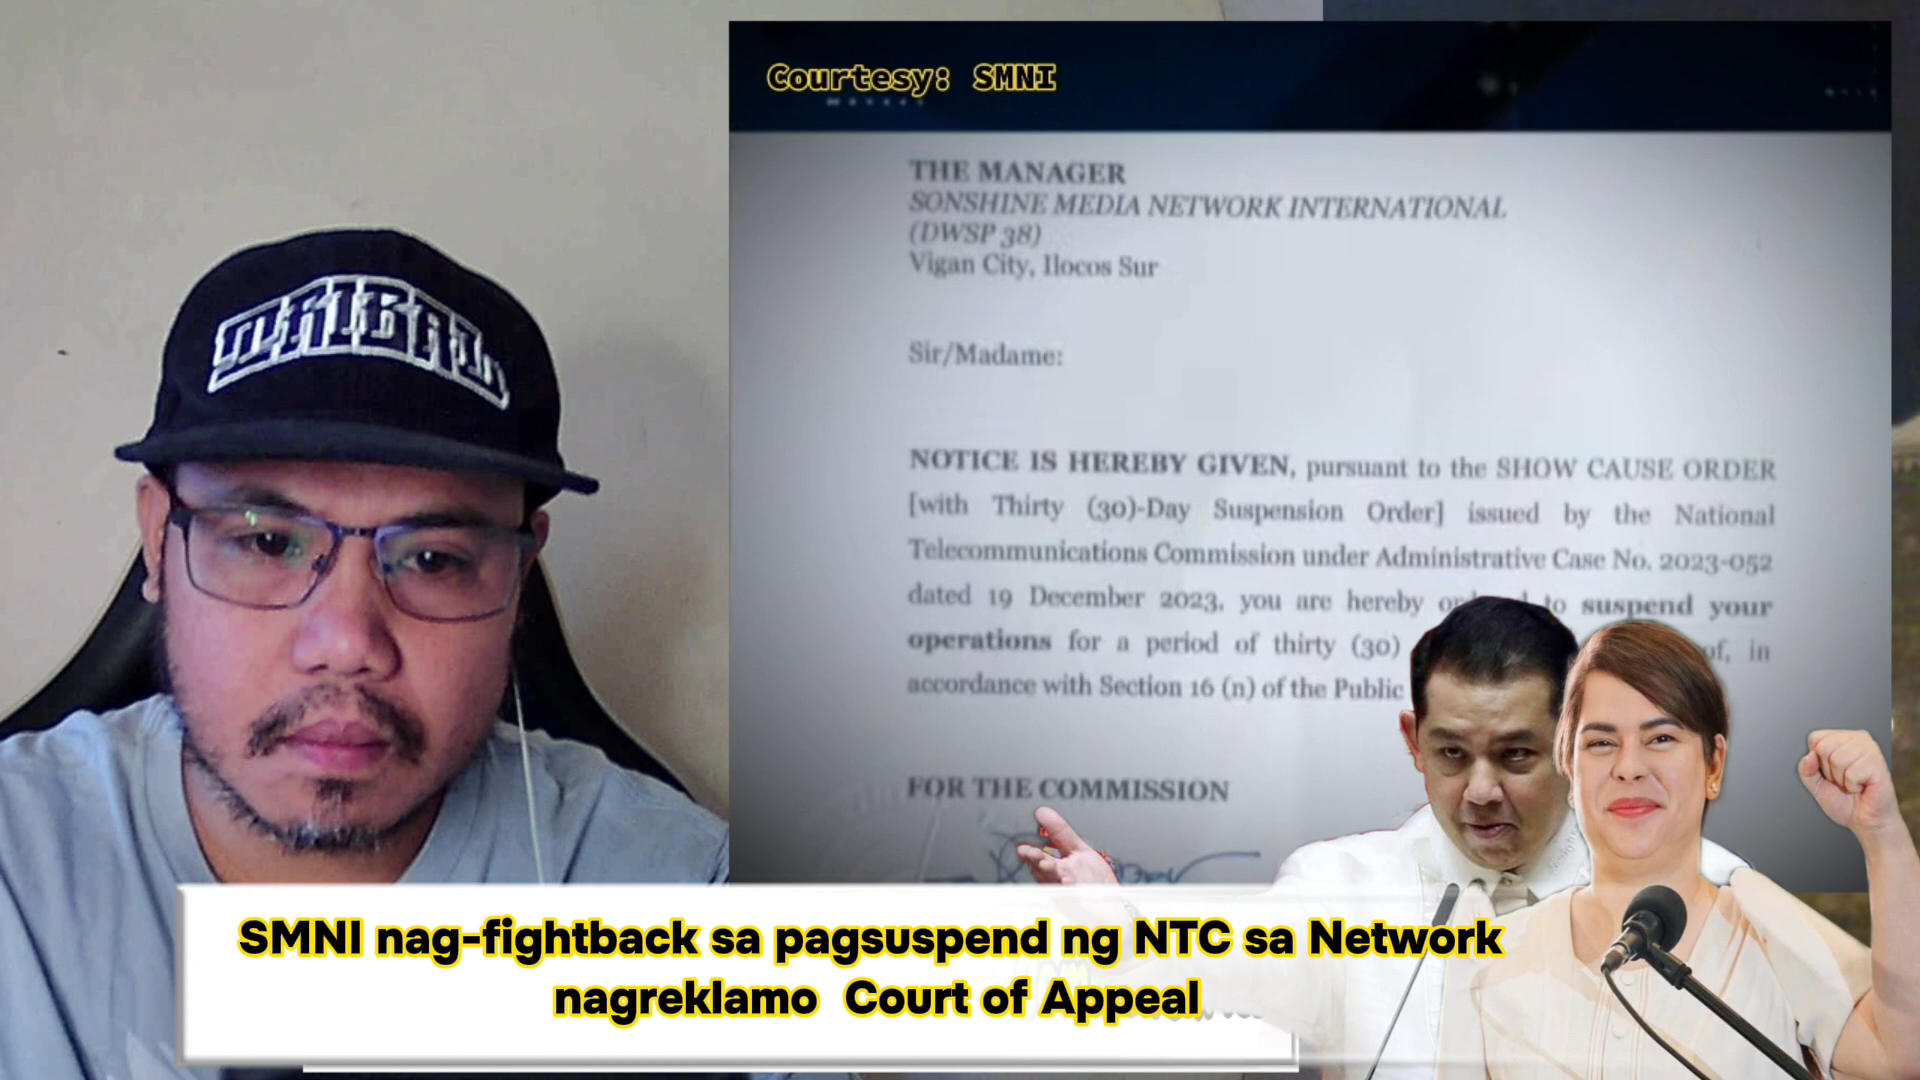 Courtesy: SMNI
THE MANAGER
SONSHINE MEDIA NETWORK INTERNATIONAL
(DWSP 38)
Vigan City, Ilocos Sur
Sir/Madame:
NOTICE IS HEREBY GIVEN, pursuant to the SHOW CAUSE ORDER
[with Thirty (30)-Day Suspension Order] issued by the National
Telecommunications Commission under Administrative Case No. 2023-052
dated 19 December 2023, you are hereby to suspend your
operations for a period of thirty (30) in
accordance with Section 16 (n) of the Public
FOR THE COMMISSION
TRIBAL
SMNI nag-fightback sa pagsuspend ng NTC sa Network
nagreklamo Court of Appeal